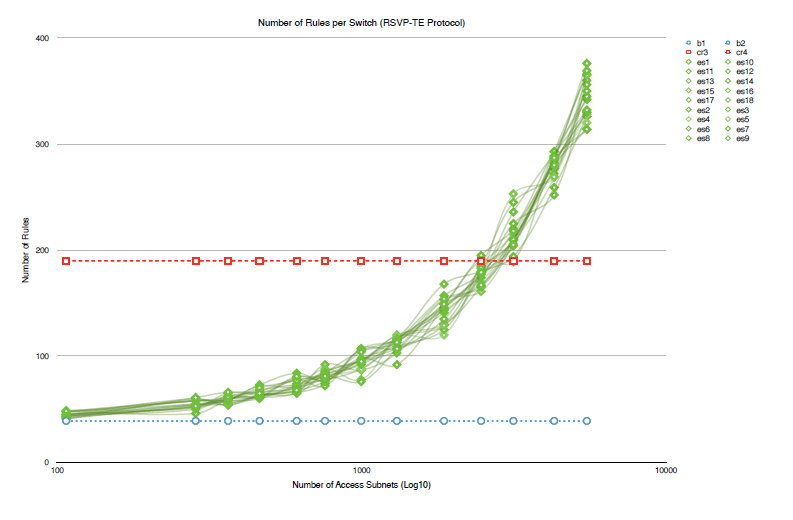 Number of Rules per Switch (RSVP-TE Protocol)
400
300
200
100
0
Number of Rules
100 1000 10000
Number of Access Subnets (Log10)
b1 b2
cr3 cr4
es1 es10
es11 es12
es13 es14
es15 es16
es17 es18
es2 es3
es4 es5
es6 es7
es8 es9